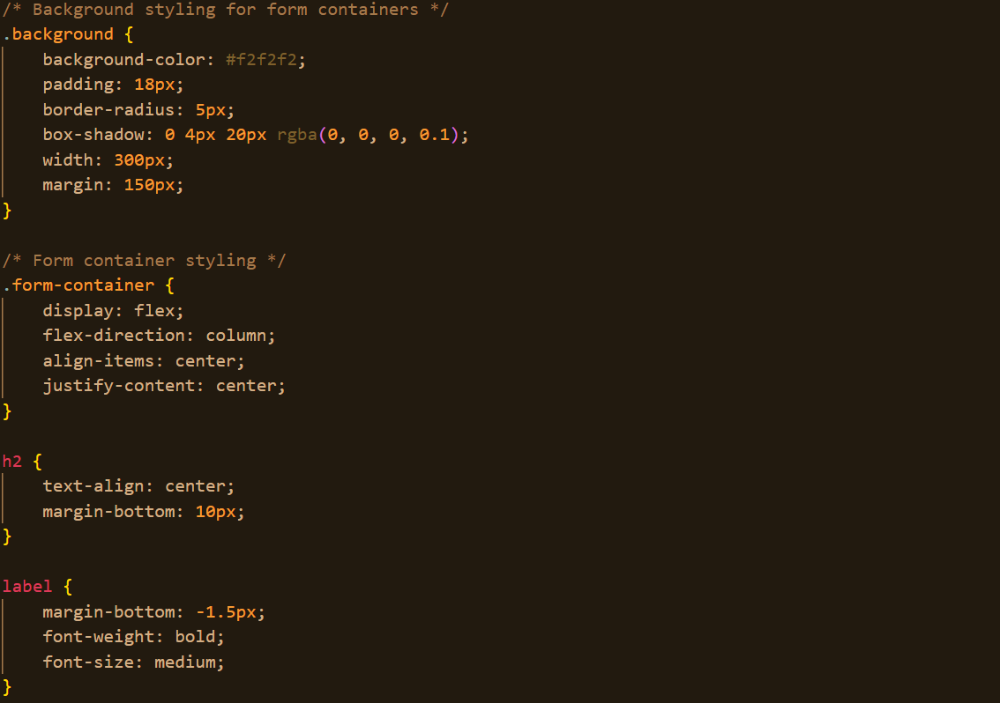 /* Background styling for form containers */
.background {
    background-color: #f2f2f2;
    padding: 18px;
    border-radius: 5px;
    box-shadow: 0 4px 20px rgba(0, 0, 0, 0.1);
    width: 300px;
    margin: 150px;
}

/* Form container styling */
.form-container {
    display: flex;
    flex-direction: column;
    align-items: center;
    justify-content: center;
}

h2 {
    text-align: center;
    margin-bottom: 10px;
}

label {
    margin-bottom: -1.5px;
    font-weight: bold;
    font-size: medium;
}